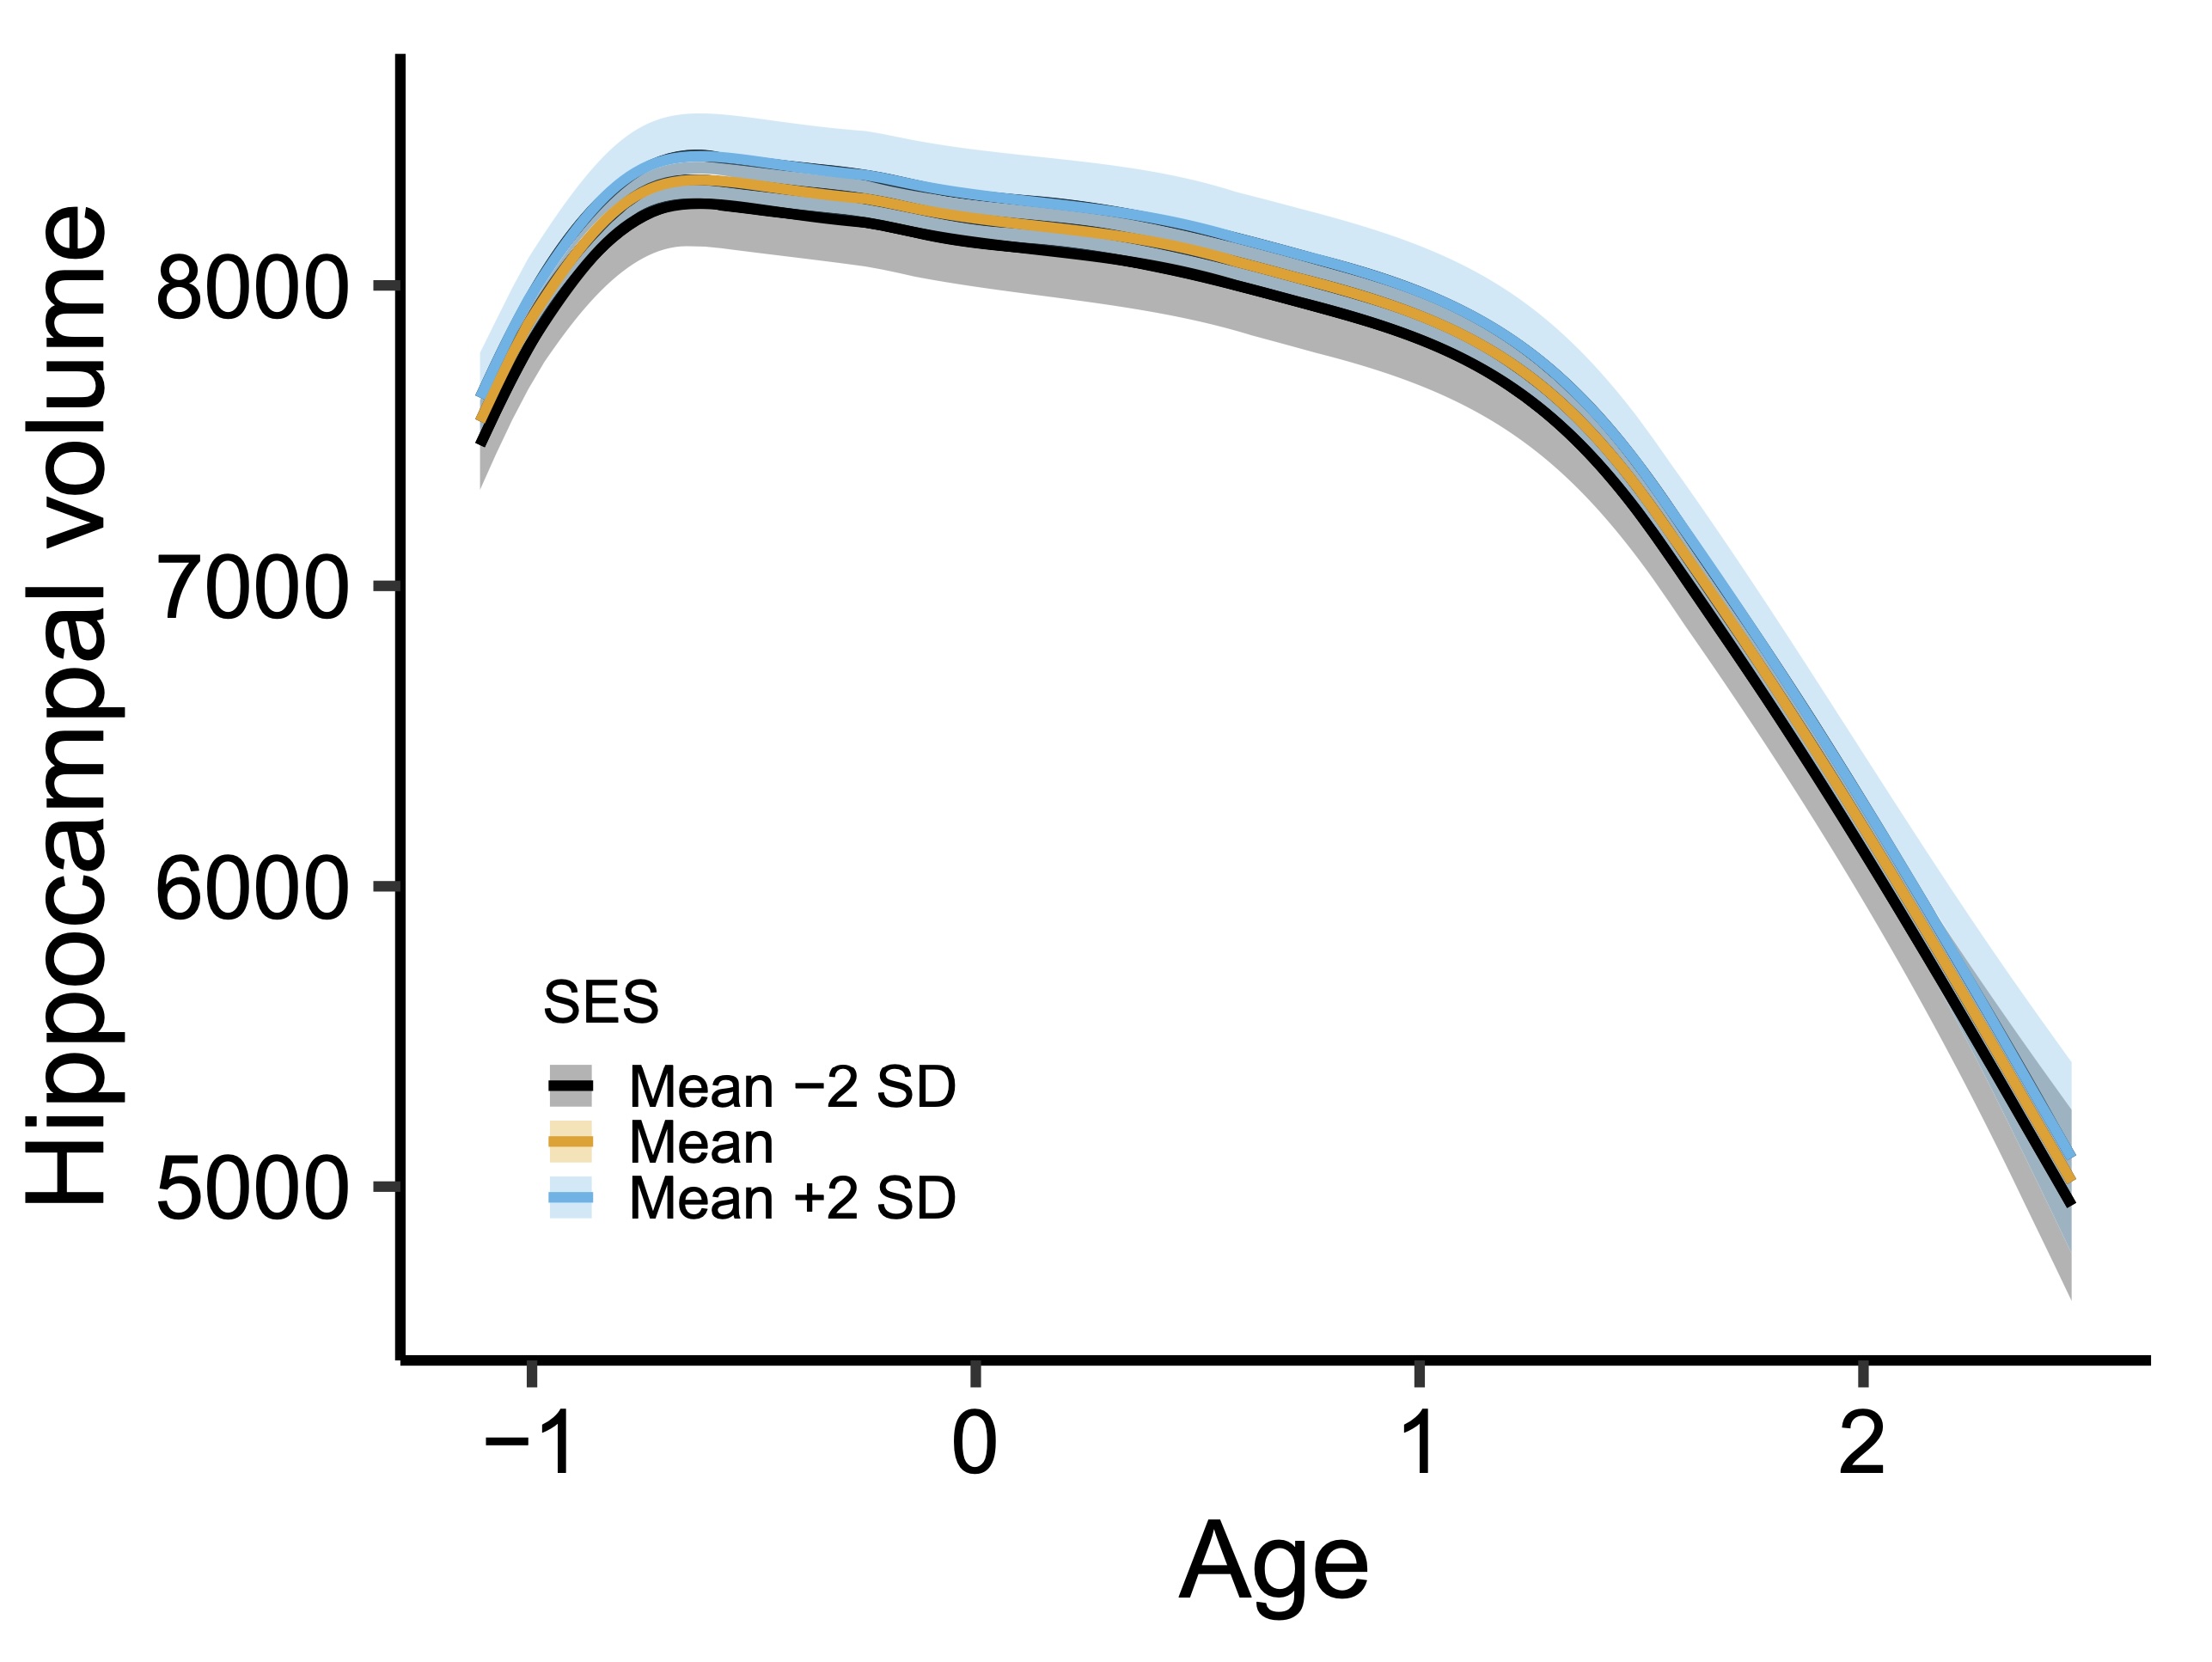 Hippocampal volume
8000
7000
6000
5000
SES
Mean −2 SD
Mean
Mean +2 SD
−1 0 1 2
Age